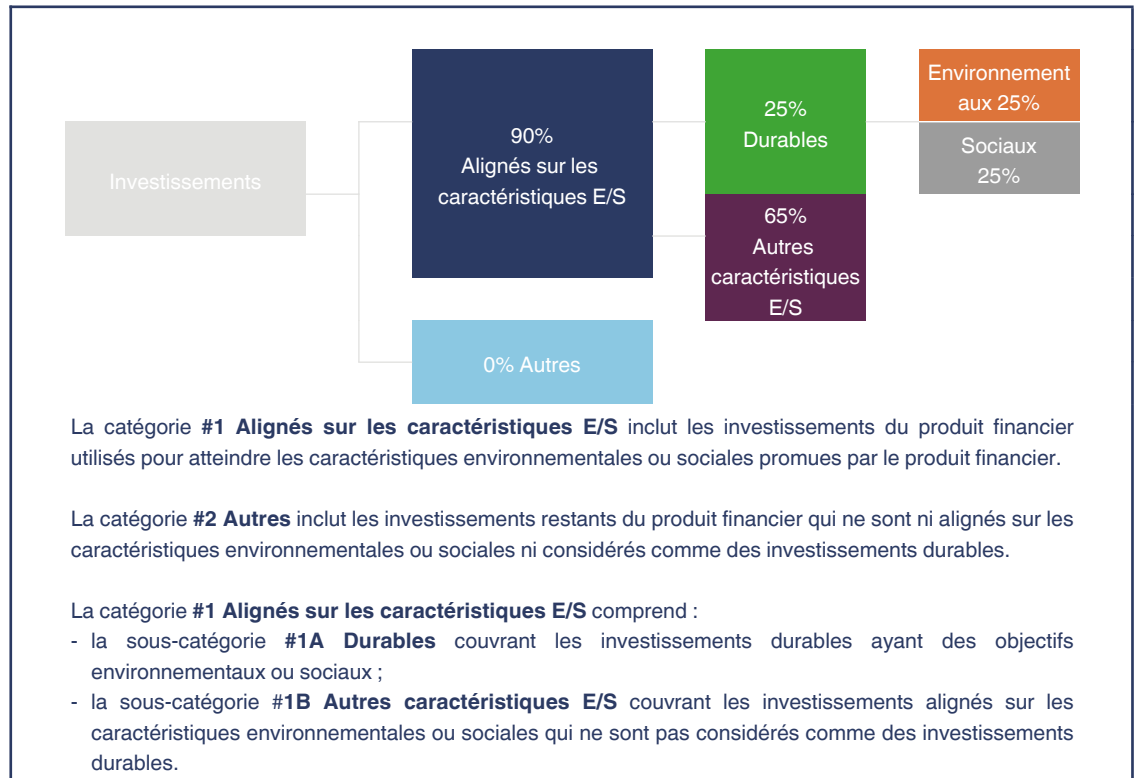 Investissements
90%
Alignés sur les
caractéristiques E/S
0% Autres
25%
Durables
65%
Autres
caractéristiques
E/S
Environnement
aux 25%
Sociaux
25%
La catégorie #1 Alignés sur les caractéristiques E/S inclut les investissements du produit financier
utilisés pour atteindre les caractéristiques environnementales ou sociales promues par le produit financier.
La catégorie #2 Autres inclut les investissements restants du produit financier qui ne sont ni alignés sur les
caractéristiques environnementales ou sociales ni considérés comme des investissements durables.
La catégorie #1 Alignés sur les caractéristiques E/S comprend :
- la sous-catégorie #1A Durables couvrant les investissements durables ayant des objectifs
environnementaux ou sociaux ;
- la sous-catégorie #1B Autres caractéristiques E/S couvrant les investissements alignés sur les
caractéristiques environnementales ou sociales qui ne sont pas considérés comme des investissements
durables.